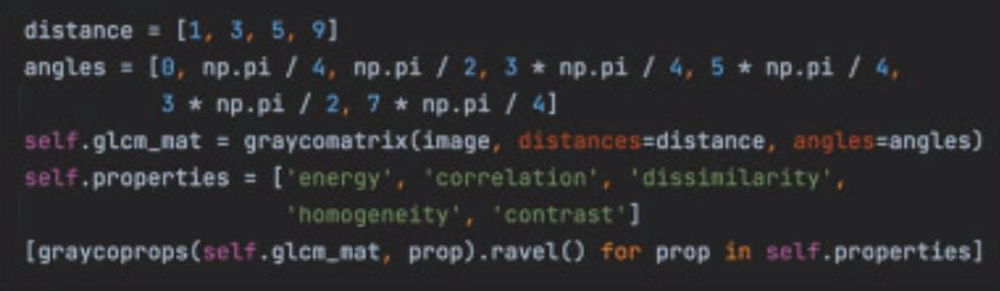 distance = [1, 3, 5, 9]
angles = [0, np.pi / 4, np.pi / 2, 3 * np.pi / 4, 5 * np.pi / 4,
3 * np.pi / 2, 7 * np.pi / 4]
self.glcm_mat = graycomatrix(image, distances=distance, angles=angles)
self.properties = ['energy', 'correlation', 'dissimilarity',
'homogeneity', 'contrast']
[graycoprops(self.glcm_mat, prop).ravel() for prop in self.properties]